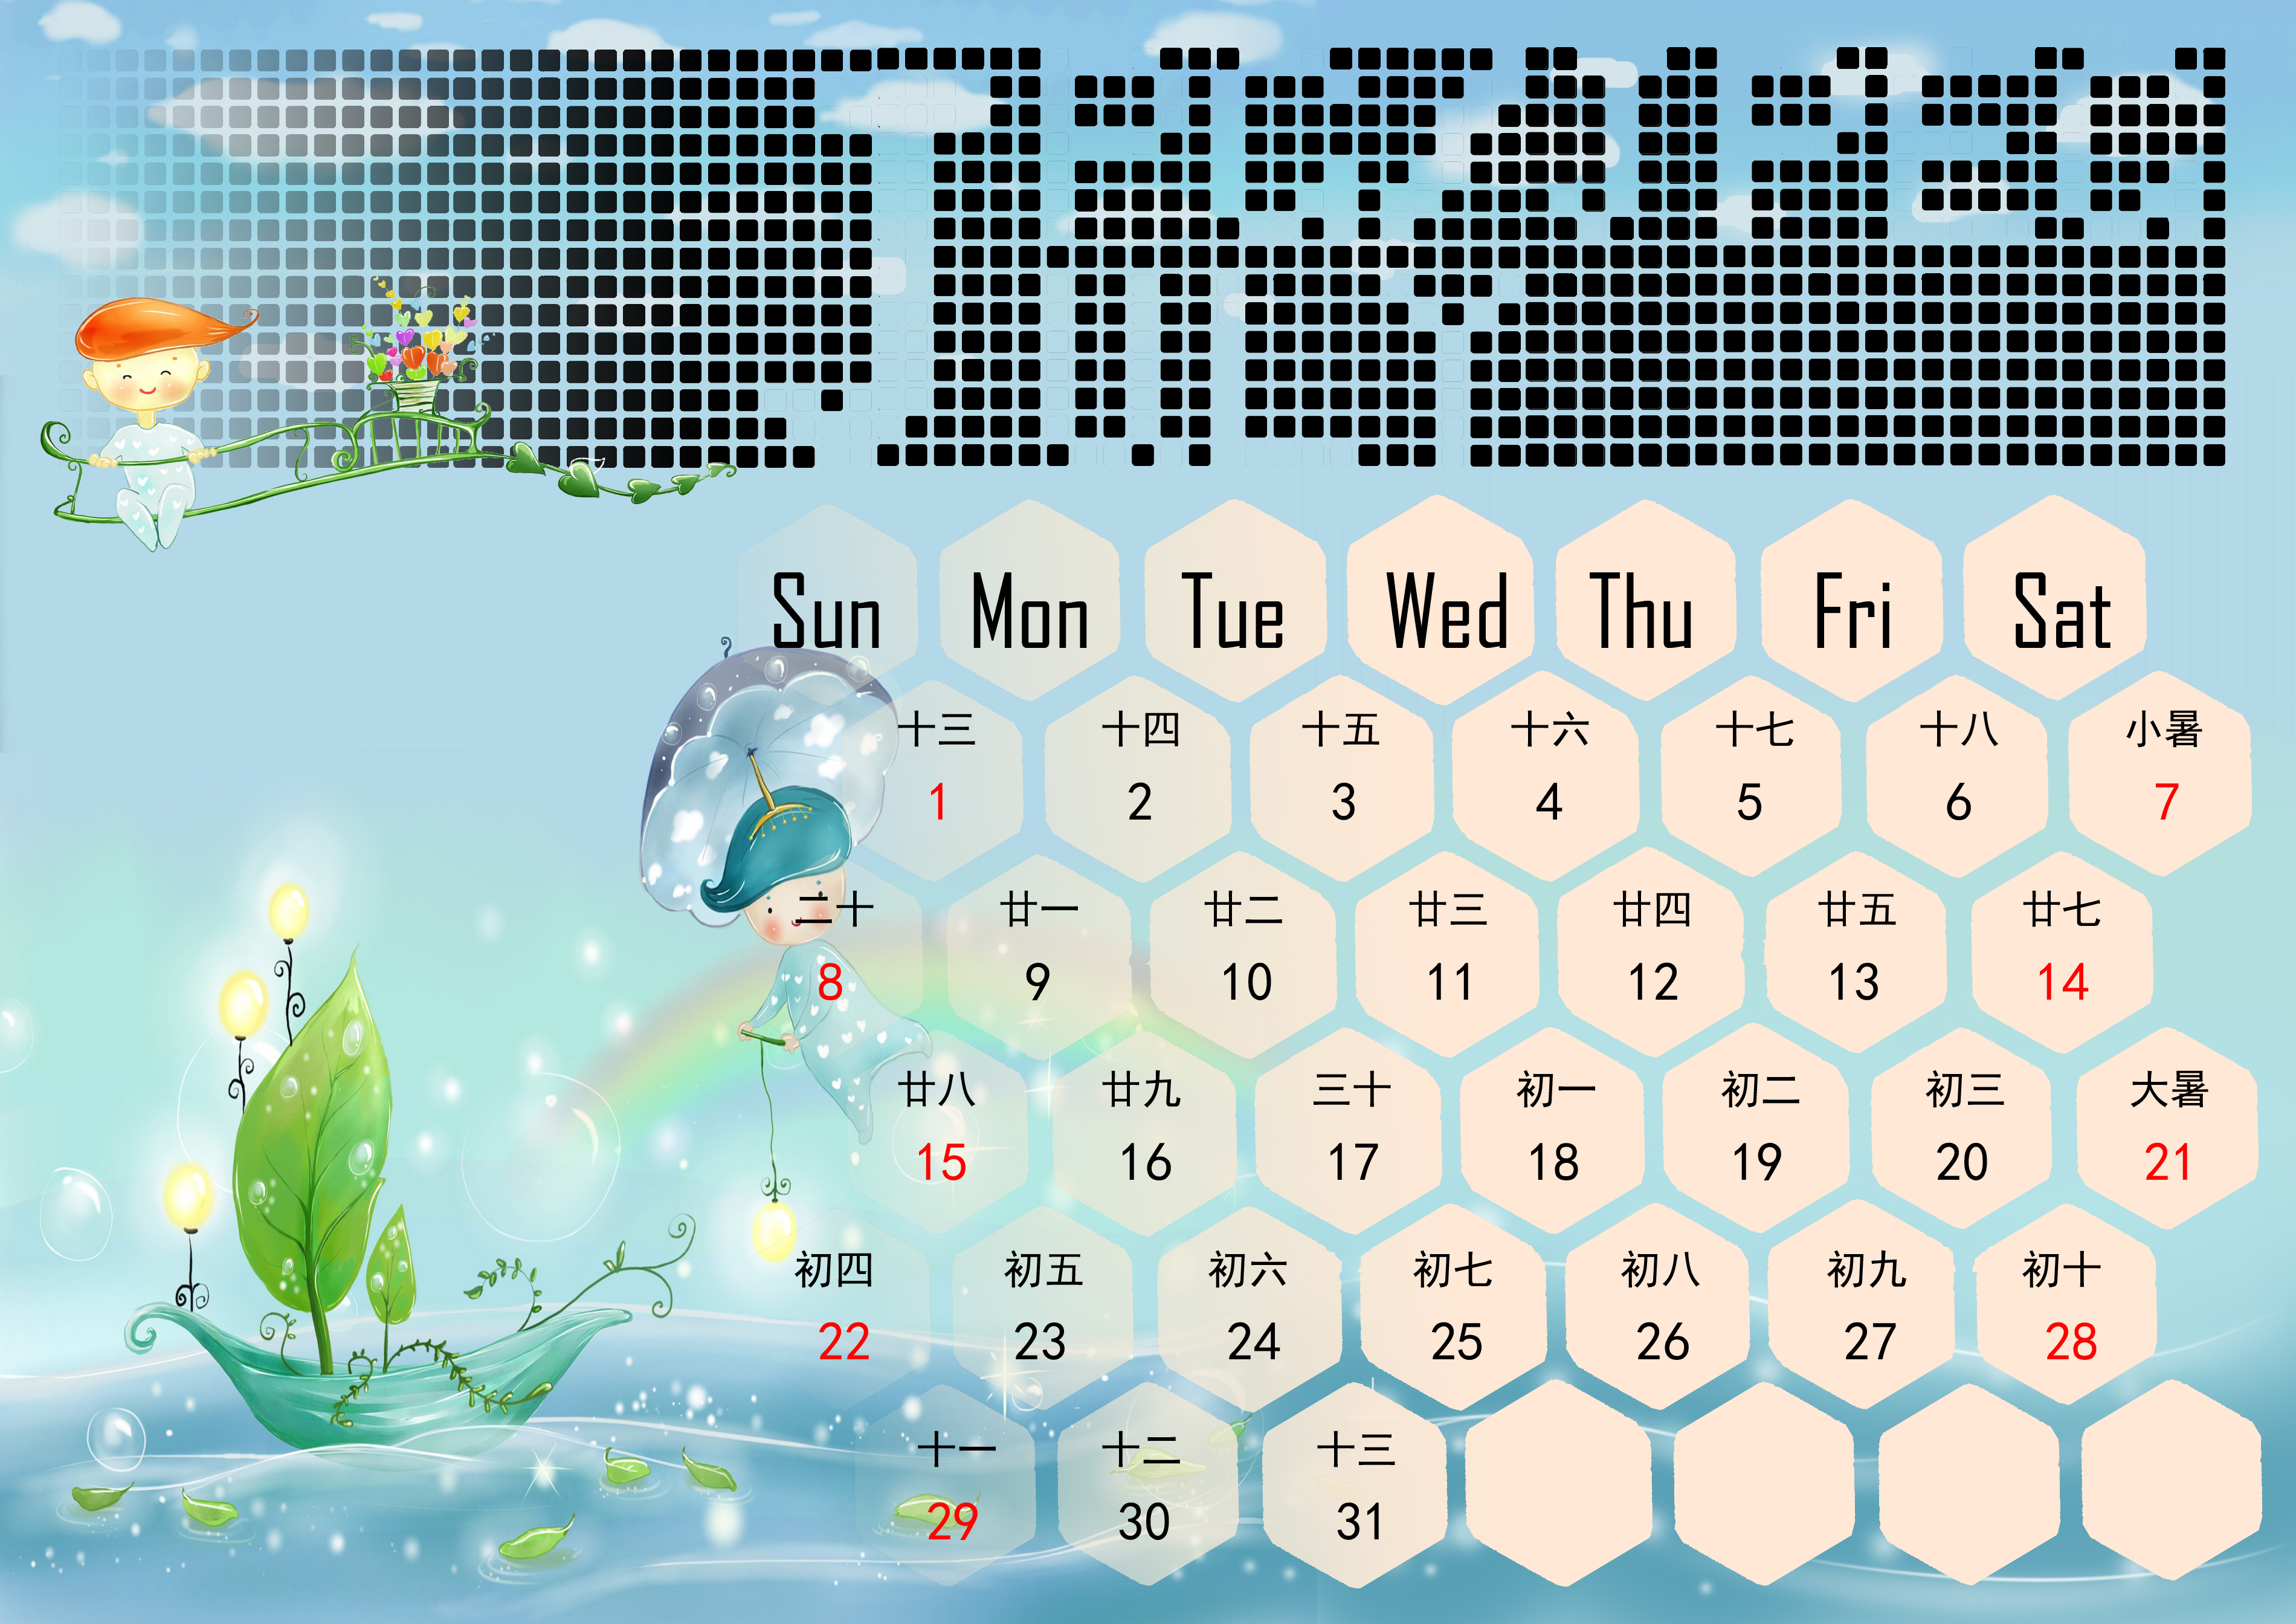 Sun Mon Tue Wed Thu Fri Sat
十三 十四 十五 十六 十七 十八 小暑
1 2 3 4 5 6 7
二十 廿一 廿二 廿三 廿四 廿五 廿七
8 9 10 11 12 13 14
廿八 廿九 三十 初一 初二 初三 大暑
15 16 17 18 19 20 21
初四 初五 初六 初七 初八 初九 初十
22 23 24 25 26 27 28
十一 十二 十三
29 30 31